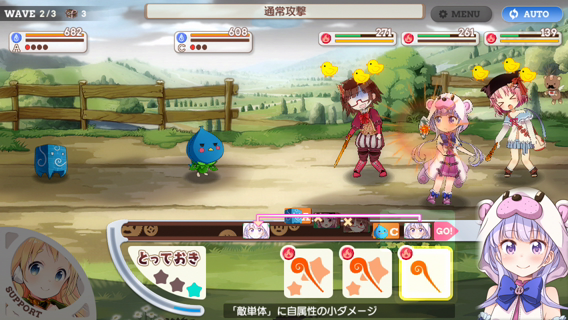 WAVE 2/3
3
通常攻撃
MENU
AUTO
682
A
608
C
271
261
139
C
GO!
とっておき
SUPPORT
「敵単体」に自属性の小ダメージ